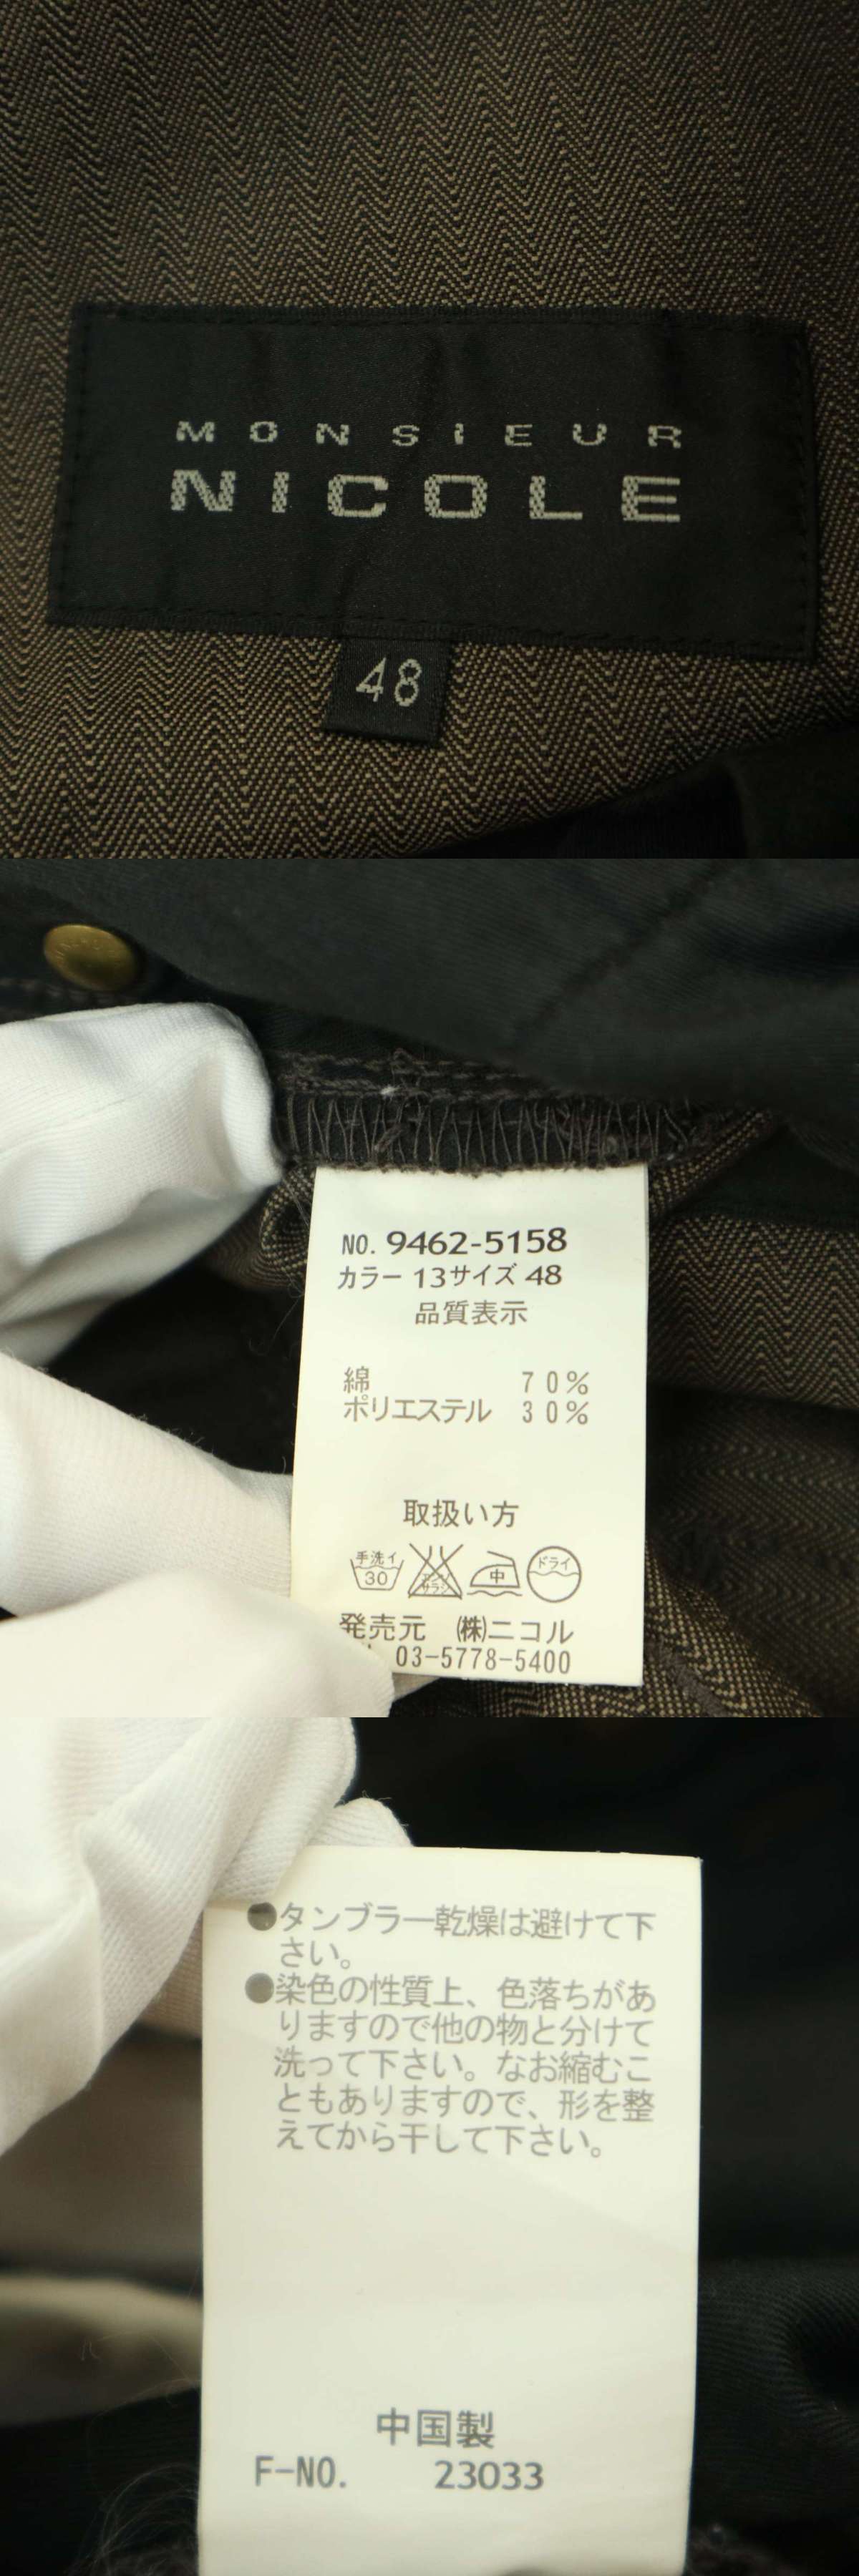 MONSIEUR
NICOLE
48
NO. 9462-5158
カラー 13サイズ 48
品質表示
綿 70%
ポリエステル 30%
取扱い方
手洗イ 30 エンソ サラシ 中 ドライ
発売元 ㈱ニコル
03-5778-5400
●タンブラー乾燥は避けて下
さい。
●染色の性質上、色落ちがあ
りますので他の物と分けて
洗って下さい。なお縮むこ
ともありますので、形を整
えてから干して下さい。
中国製
F-NO. 23033